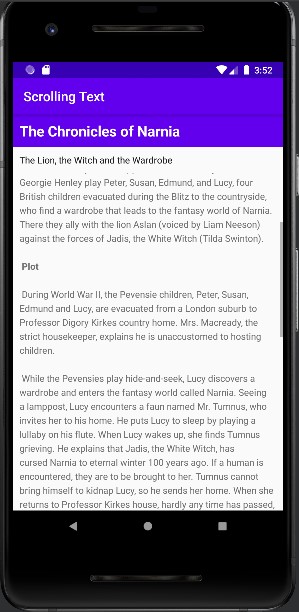 3:52
Scrolling Text
The Chronicles of Narnia
The Lion, the Witch and the Wardrobe
Georgie Henley play Peter, Susan, Edmund, and Lucy, four
British children evacuated during the Blitz to the countryside,
who find a wardrobe that leads to the fantasy world of Narnia.
There they ally with the lion Aslan (voiced by Liam Neeson)
against the forces of Jadis, the White Witch (Tilda Swinton).
Plot
During World War II, the Pevensie children, Peter, Susan,
Edmund and Lucy, are evacuated from a London suburb to
Professor Digory Kirkes country home. Mrs. Macready, the
strict housekeeper, explains he is unaccustomed to hosting
children.
While the Pevensies play hide-and-seek, Lucy discovers a
wardrobe and enters the fantasy world called Narnia. Seeing
a lamppost, Lucy encounters a faun named Mr. Tumnus, who
invites her to his home. He puts Lucy to sleep by playing a
lullaby on his flute. When Lucy wakes up, she finds Tumnus
grieving. He explains that Jadis, the White Witch, has
cursed Narnia to eternal winter 100 years ago. If a human is
encountered, they are to be brought to her. Tumnus cannot
bring himself to kidnap Lucy, so he sends her home. When she
returns to Professor Kirkes house, hardly any time has passed,